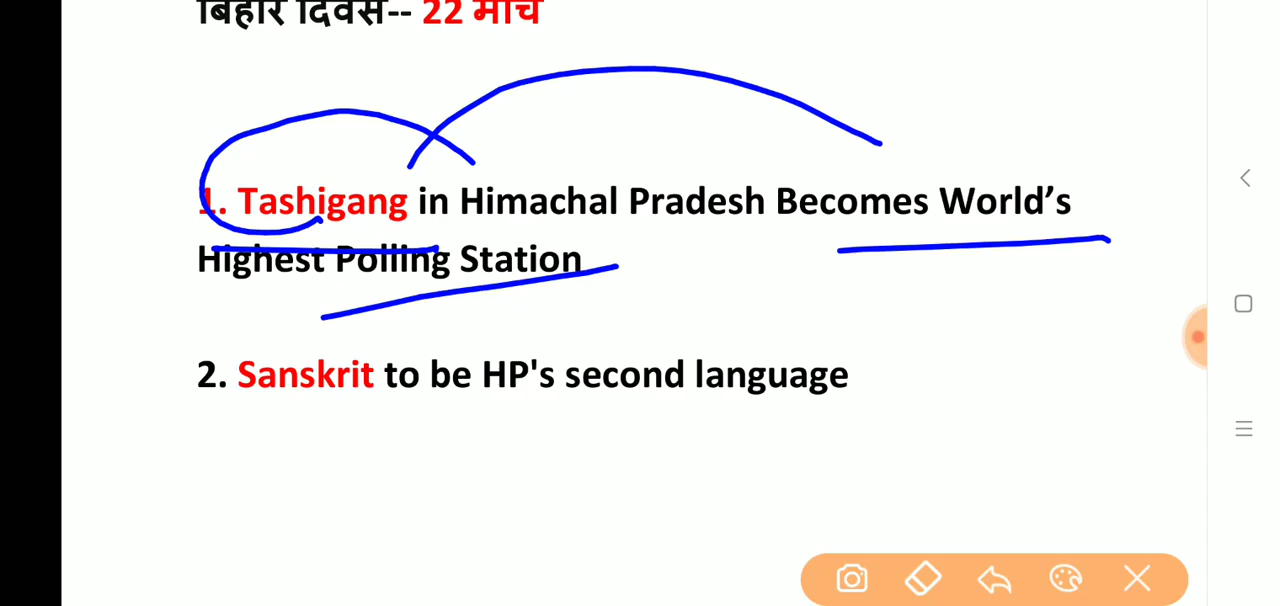 बिहार दिवस-- 22 मार्च
1. Tashigang in Himachal Pradesh Becomes World’s
Highest Polling Station
2. Sanskrit to be HP's second language